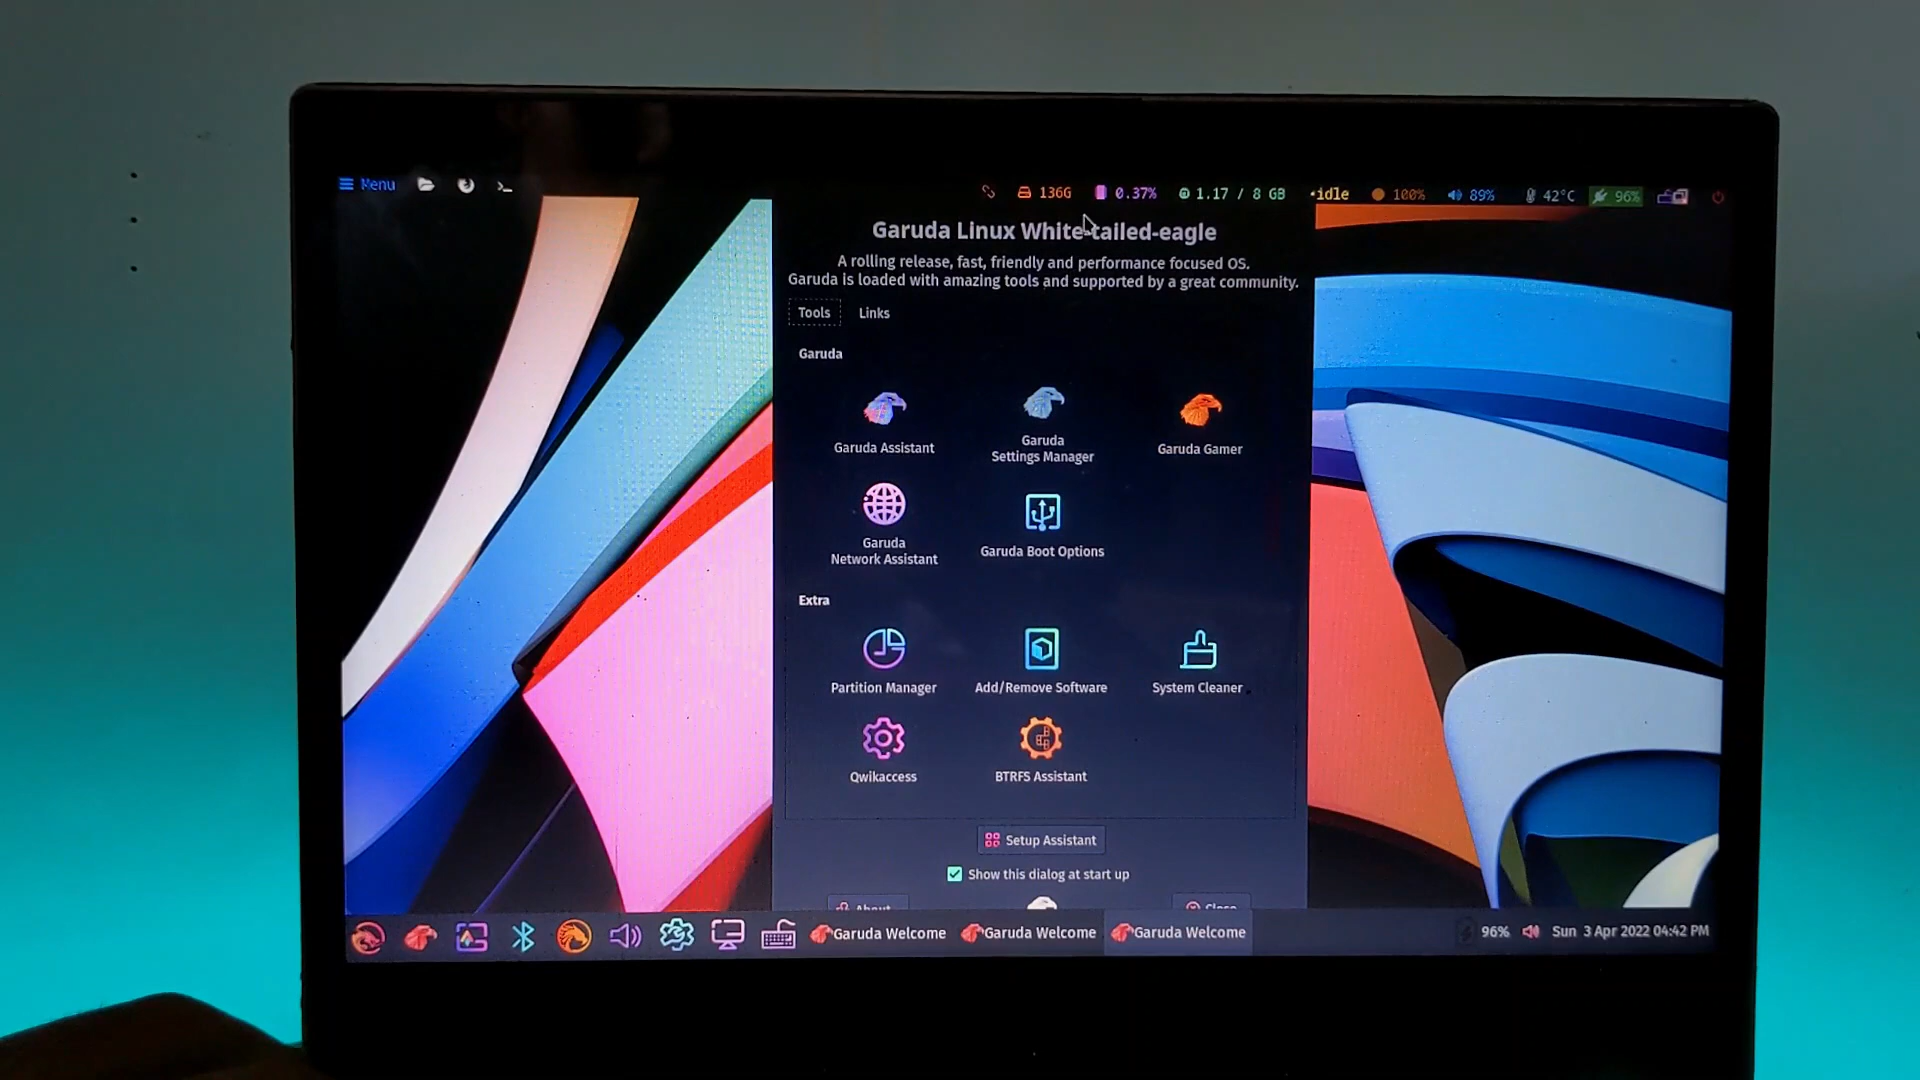 Menu
136G 0.37% 1.17 / 8 GB idle 100% 89% 42°C 96%
Garuda Linux White-tailed-eagle
A rolling release, fast, friendly and performance focused OS.
Garuda is loaded with amazing tools and supported by a great community.
Tools Links
Garuda
Garuda Assistant
Garuda
Settings Manager
Garuda Gamer
Garuda
Network Assistant
Garuda Boot Options
Extra
Partition Manager
Add/Remove Software
System Cleaner
Qwikaccess
BTRFS Assistant
Setup Assistant
Show this dialog at start up
About Close
Garuda Welcome Garuda Welcome Garuda Welcome 96% Sun 3 Apr 2022 04:42 PM